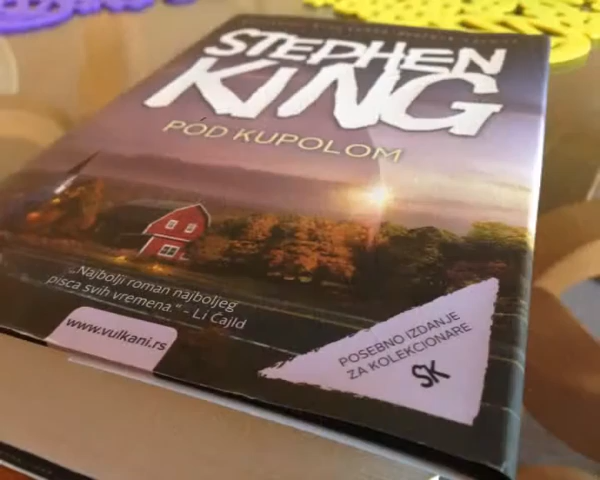 STEPHEN
KING
POD KUPOLOM
„Najbolji roman najboljeg
pisca svih vremena.“ - Li Čajld
www.vulkani.rs
POSEBNO IZDANJE
ZA KOLEKCIONARE
SK